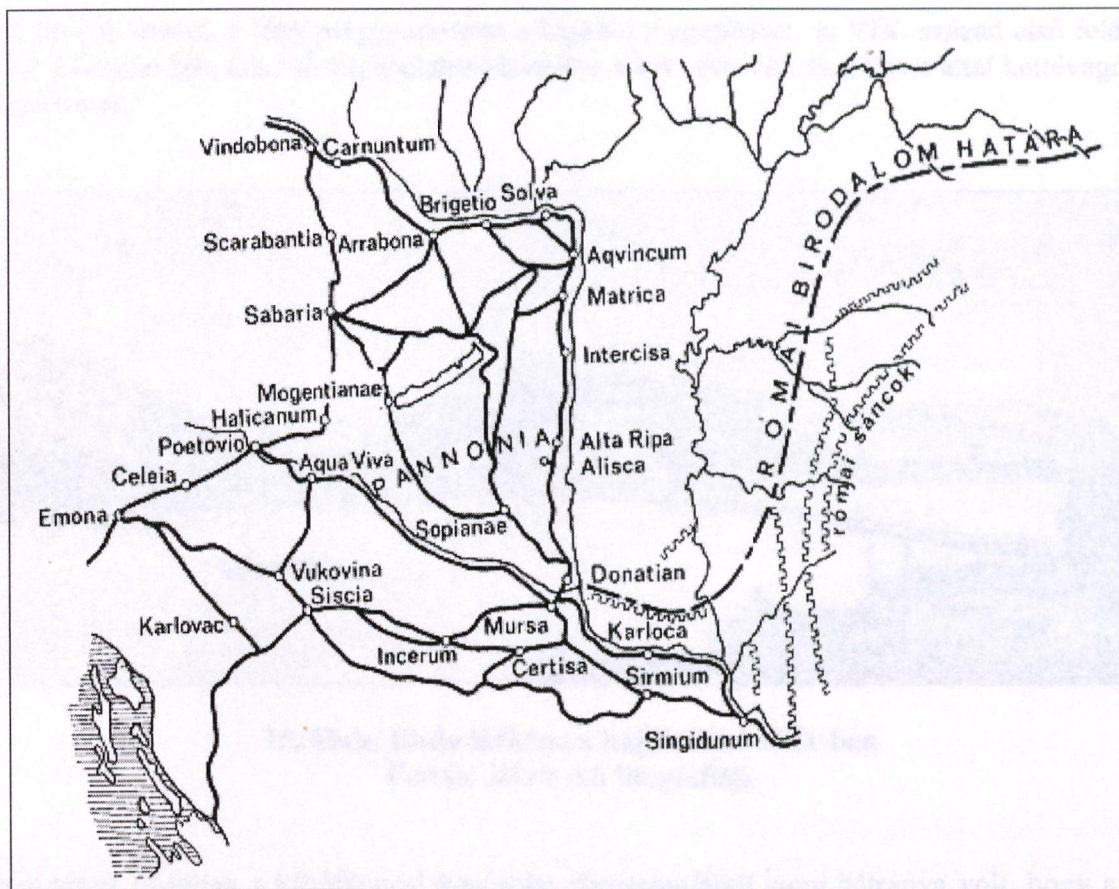 Vindobona
Carnuntum
Brigetio
Solva
Scarabantia
Arrabona
Aqvincum
Sabaria
Matrica
Intercisa
Mogentianae
Halicanum
Poetovio
Aqua Viva
PANNONIA
Alta Ripa
Alisca
Celeia
Emona
Sopianae
Vukovina
Siscia
Donatian
Karlovac
Mursa
Karloca
Incerum
Certisa
Sirmium
Singidunum
RÓMAI BIRODALOM HATÁRA
római sáncok